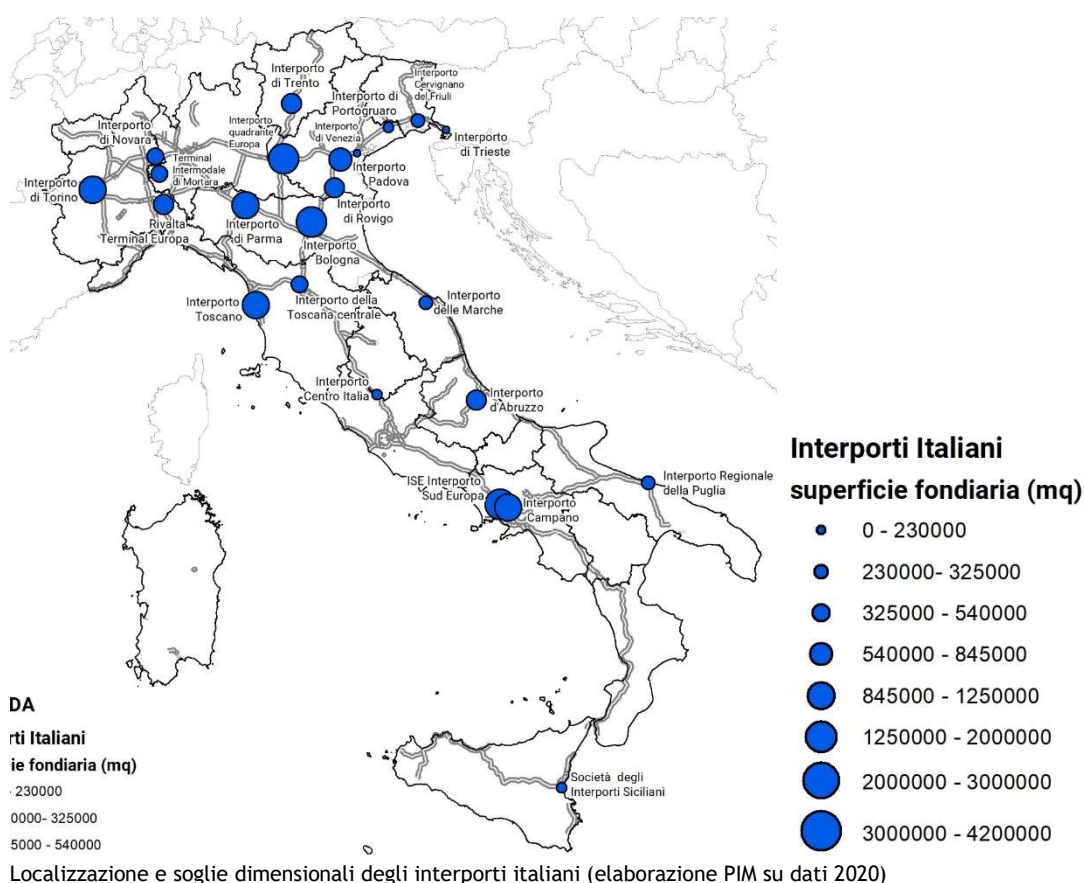 Interporto
di Trento
Interporto
Cervignano
del Friuli
Interporto di
Portogruaro
Interporto
di Novara
Interporto
quadrante
Europa
Interporto
di Venezia
Interporto
di Trieste
Terminal
Intermodale
di Mortara
Interporto
Padova
Interporto
di Torino
Interporto
di Rovigo
Rivalta
Terminal Europa
Interporto
di Parma
Interporto
Bologna
Interporto
Toscano
Interporto della
Toscana centrale
Interporto
delle Marche
Interporto
Centro Italia
Interporto
d'Abruzzo
ISE Interporto
Sud Europa
Interporto
Campano
Interporto Regionale
della Puglia
Società degli
Interporti Siciliani
Interporti Italiani
superficie fondiaria (mq)
0 - 230000
230000- 325000
325000 - 540000
540000 - 845000
845000 - 1250000
1250000 - 2000000
2000000 - 3000000
3000000 - 4200000
DA
rti Italiani
ie fondiaria (mq)
- 230000
0000- 325000
5000 - 540000
Localizzazione e soglie dimensionali degli interporti italiani (elaborazione PIM su dati 2020)